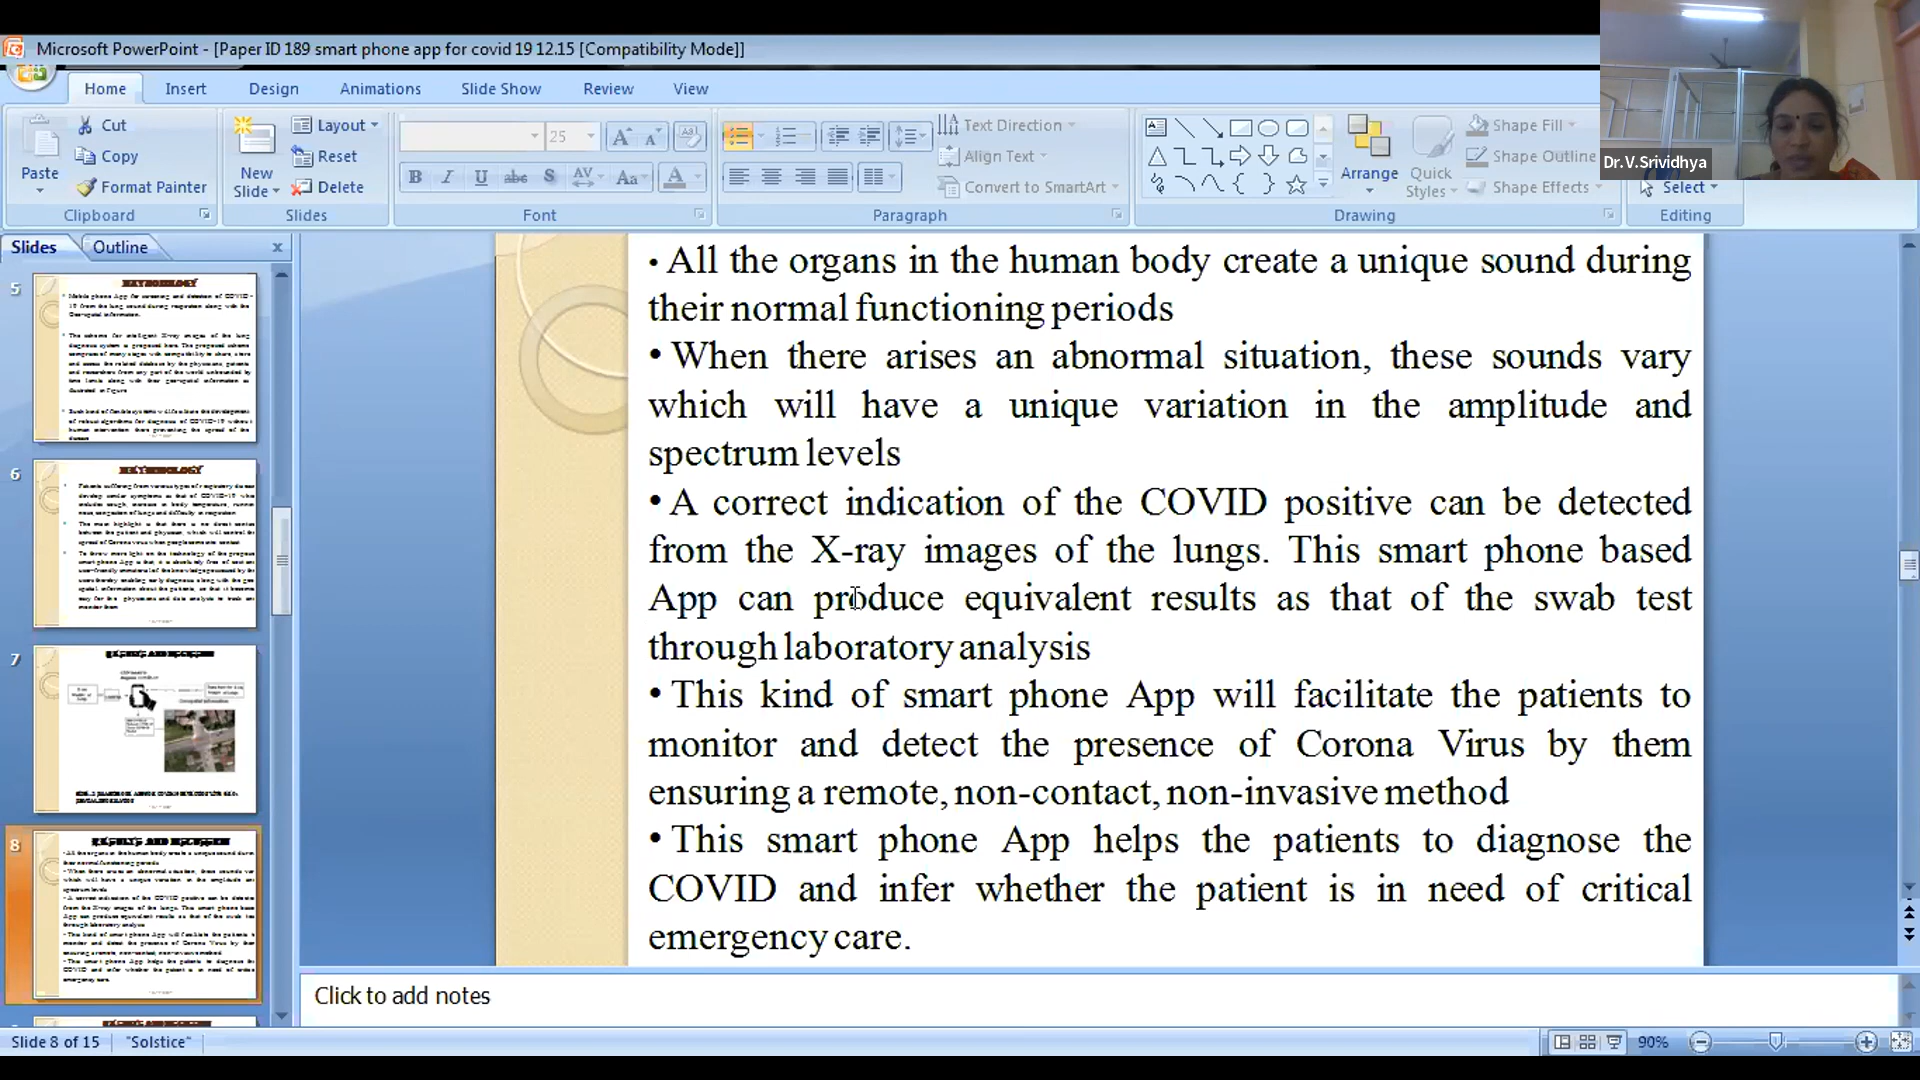 Microsoft PowerPoint - [Paper ID 189 smart phone app for covid 19 12.15 [Compatibility Mode]]
Home Insert Design Animations Slide Show Review View
Paste
Cut
Copy
Format Painter
Clipboard
New Slide
Layout
Reset
Delete
Slides
25
Font
Text Direction
Align Text
Convert to SmartArt
Paragraph
Arrange
Quick Styles
Shape Fill
Shape Outline
Shape Effects
Drawing
Select
Editing
Dr.V.Srividhya
Slides Outline
5
6
7
8
• All the organs in the human body create a unique sound during
their normal functioning periods
• When there arises an abnormal situation, these sounds vary
which will have a unique variation in the amplitude and
spectrum levels
• A correct indication of the COVID positive can be detected
from the X-ray images of the lungs. This smart phone based
App can produce equivalent results as that of the swab test
through laboratory analysis
• This kind of smart phone App will facilitate the patients to
monitor and detect the presence of Corona Virus by them
ensuring a remote, non-contact, non-invasive method
• This smart phone App helps the patients to diagnose the
COVID and infer whether the patient is in need of critical
emergency care.
Click to add notes
Slide 8 of 15 "Solstice" 90%